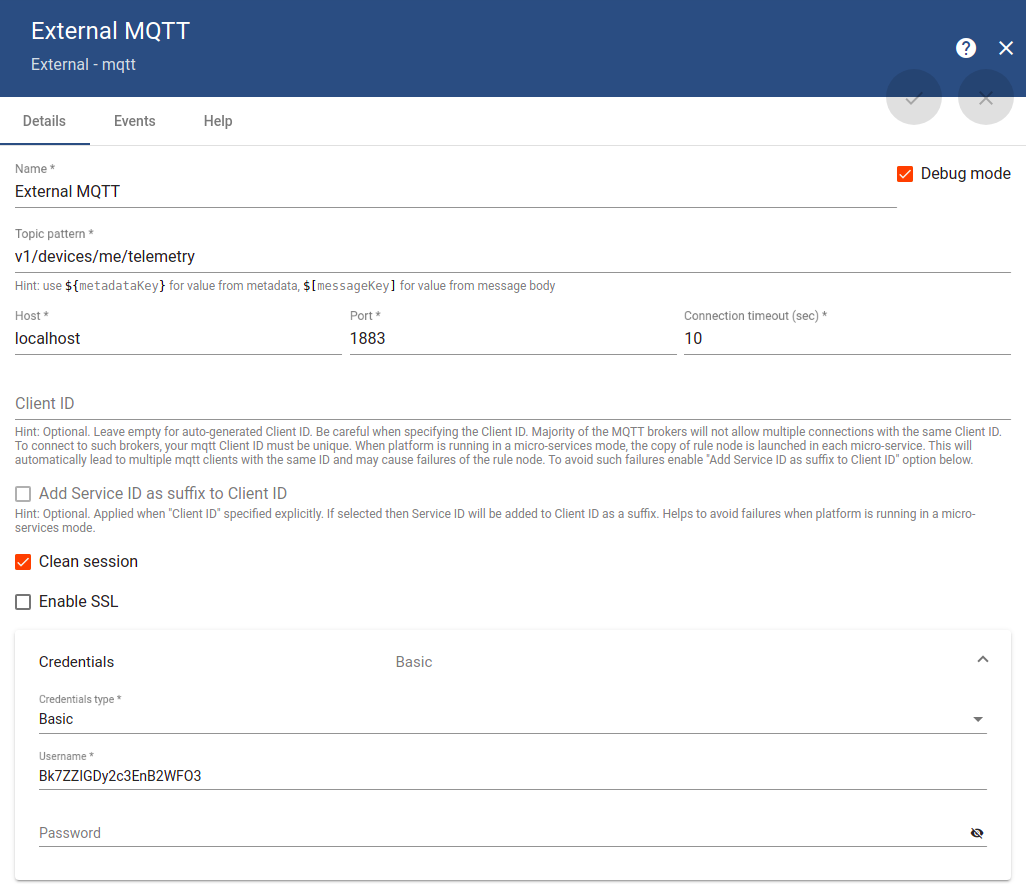 External MQTT
External - mqtt
Details Events Help
Name *
External MQTT
Debug mode
Topic pattern *
v1/devices/me/telemetry
Hint: use ${metadataKey} for value from metadata, $[messageKey] for value from message body
Host * Port * Connection timeout (sec) *
localhost 1883 10
Client ID
Hint: Optional. Leave empty for auto-generated Client ID. Be careful when specifying the Client ID. Majority of the MQTT brokers will not allow multiple connections with the same Client ID.
To connect to such brokers, your mqtt Client ID must be unique. When platform is running in a micro-services mode, the copy of rule node is launched in each micro-service. This will
automatically lead to multiple mqtt clients with the same ID and may cause failures of the rule node. To avoid such failures enable "Add Service ID as suffix to Client ID" option below.
Add Service ID as suffix to Client ID
Hint: Optional. Applied when "Client ID" specified explicitly. If selected then Service ID will be added to Client ID as a suffix. Helps to avoid failures when platform is running in a micro-
services mode.
Clean session
Enable SSL
Credentials Basic
Credentials type *
Basic
Username *
Bk7ZZIGDy2c3EnB2WFO3
Password